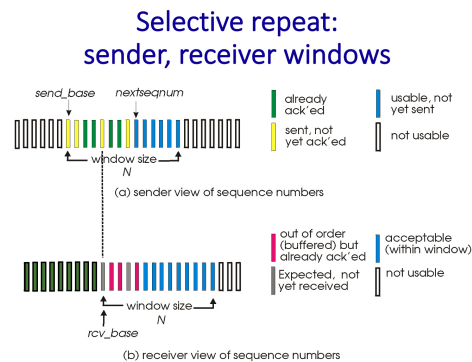 Selective repeat:
sender, receiver windows
send_base
nextseqnum
already
ack'ed
usable, not
yet sent
sent, not
yet ack'ed
not usable
window size
N
(a) sender view of sequence numbers
out of order
(buffered) but
already ack'ed
acceptable
(within window)
Expected, not
yet received
not usable
window size
N
rcv_base
(b) receiver view of sequence numbers